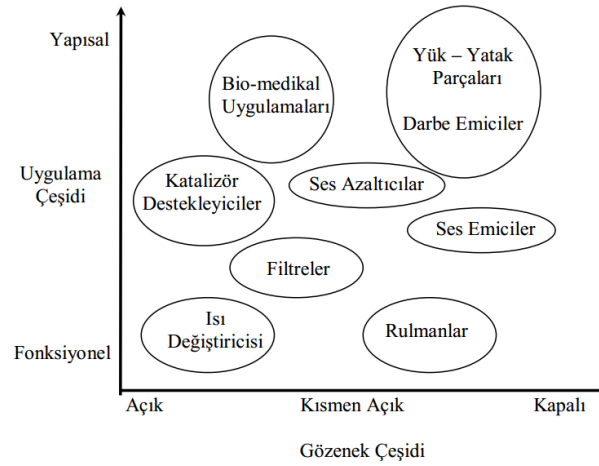 Yapısal
Bio-medikal
Uygulamaları
Yük – Yatak
Parçaları
Darbe Emiciler
Uygulama
Çeşidi
Katalizör
Destekleyiciler
Ses Azaltıcılar
Ses Emiciler
Filtreler
Isı
Değiştiricisi
Rulmanlar
Fonksiyonel
Açık
Kısmen Açık
Kapalı
Gözenek Çeşidi